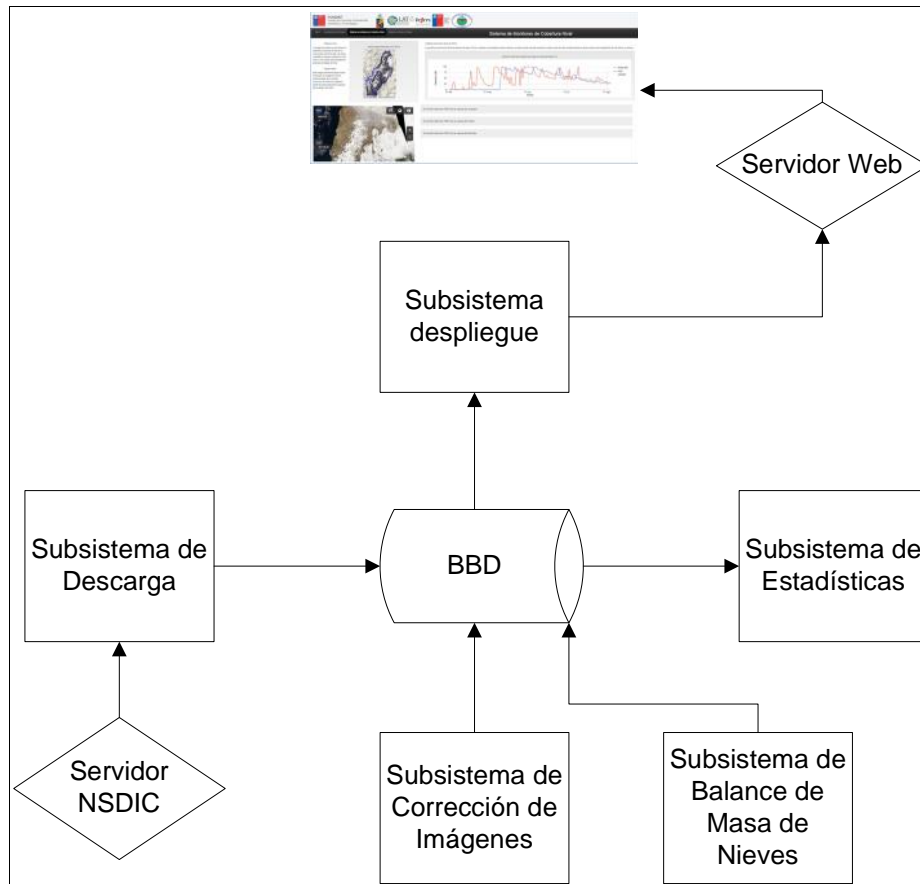 Sistema de Monitoreo de Cobertura Nival
Servidor Web
Subsistema
despliegue
Subsistema de
Descarga
BBD
Subsistema de
Estadísticas
Servidor
NSDIC
Subsistema de
Corrección de
Imágenes
Subsistema de
Balance de
Masa de
Nieves